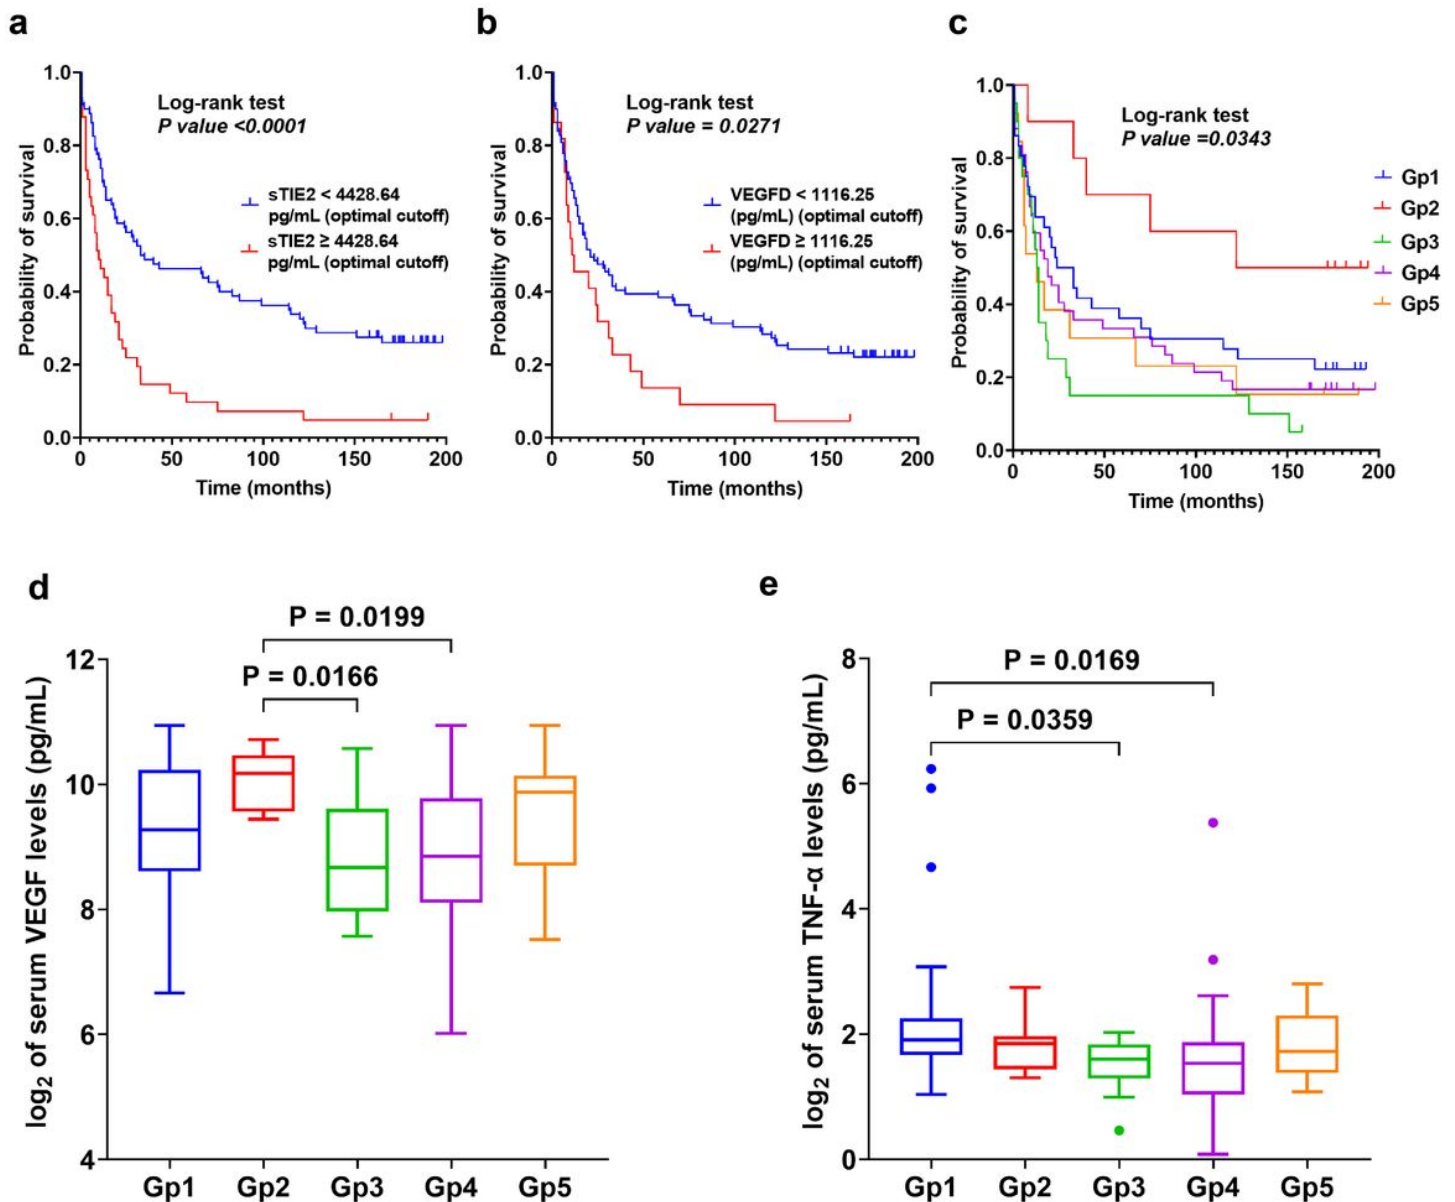 a
b
c
1.0
0.8
0.6
0.4
0.2
0.0
Probability of survival
Log-rank test
P value <0.0001
sTIE2 < 4428.64
pg/mL (optimal cutoff)
sTIE2 ≥ 4428.64
pg/mL (optimal cutoff)
0 50 100 150 200
Time (months)
1.0
0.8
0.6
0.4
0.2
0.0
Probability of survival
Log-rank test
P value = 0.0271
VEGFD < 1116.25
(pg/mL) (optimal cutoff)
VEGFD ≥ 1116.25
(pg/mL) (optimal cutoff)
0 50 100 150 200
Time (months)
1.0
0.8
0.6
0.4
0.2
0.0
Probability of survival
Log-rank test
P value =0.0343
Gp1
Gp2
Gp3
Gp4
Gp5
0 50 100 150 200
Time (months)
d
P = 0.0199
P = 0.0166
12
10
8
6
4
log2 of serum VEGF levels (pg/mL)
Gp1 Gp2 Gp3 Gp4 Gp5
e
P = 0.0169
P = 0.0359
8
6
4
2
0
log2 of serum TNF-α levels (pg/mL)
Gp1 Gp2 Gp3 Gp4 Gp5